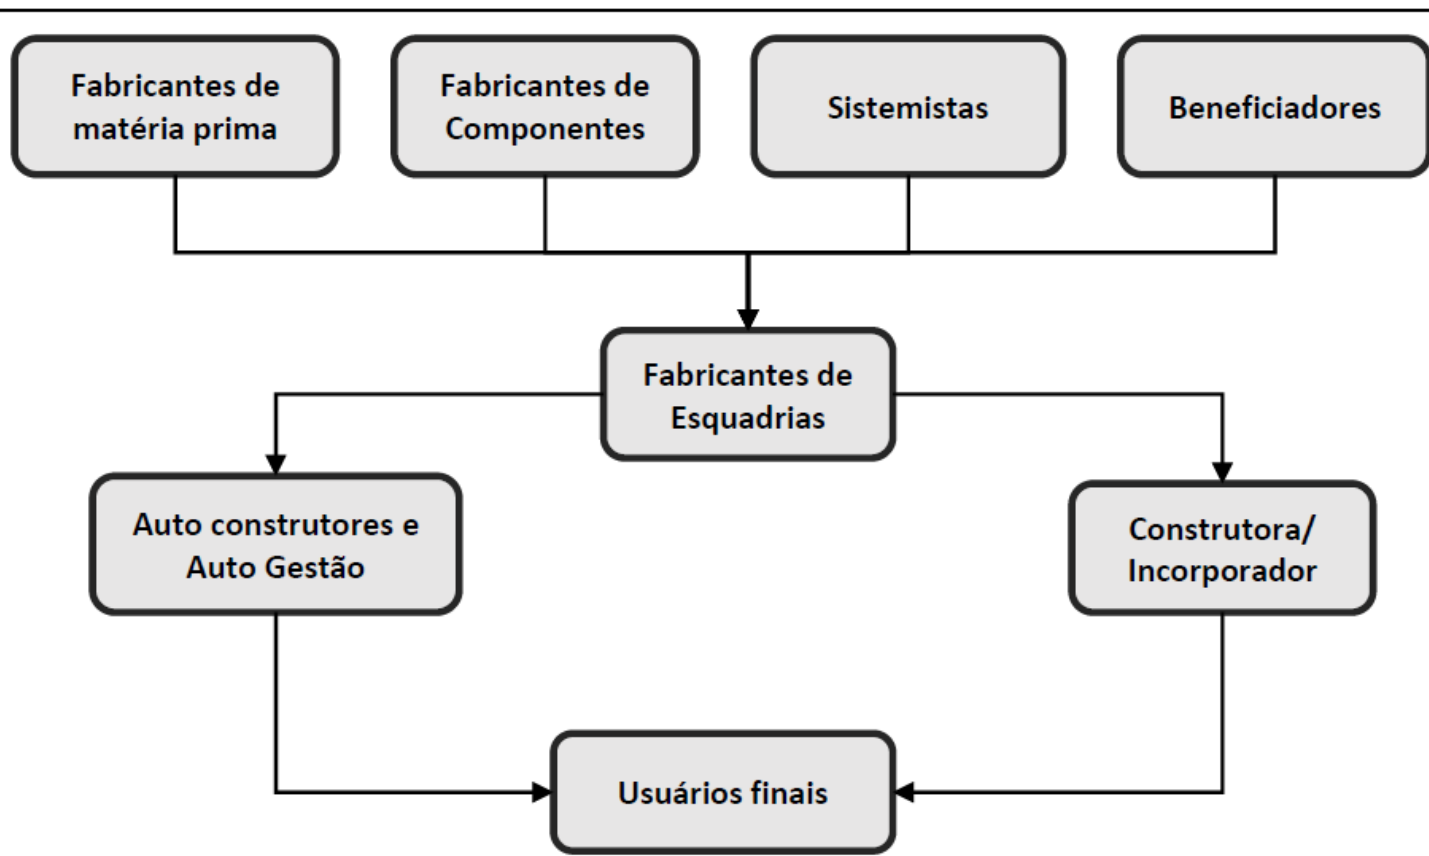 Fabricantes de
matéria prima
Fabricantes de
Componentes
Sistemistas
Beneficiadores
Fabricantes de
Esquadrias
Auto construtores e
Auto Gestão
Construtora/
Incorporador
Usuários finais